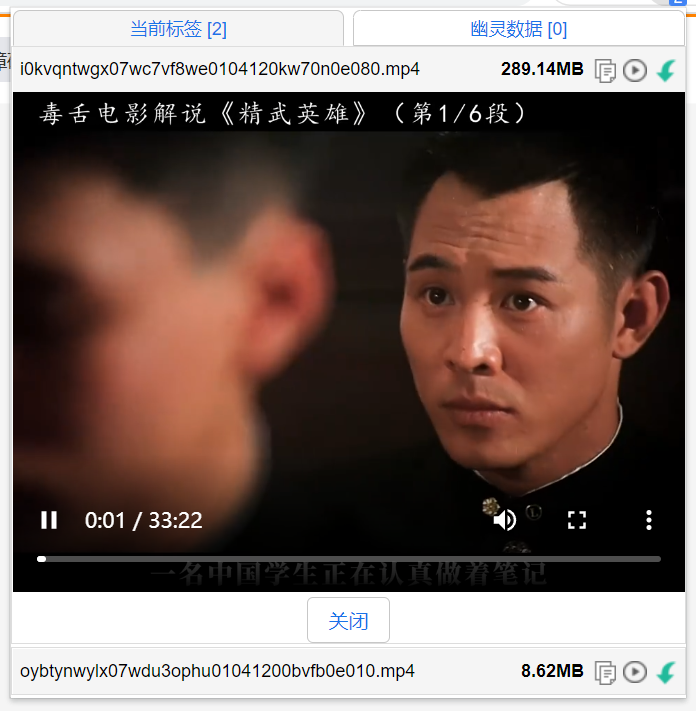 当前标签 [2]
幽灵数据 [0]
i0kvqntwgx07wc7vf8we0104120kw70n0e080.mp4
289.14MB
毒舌电影解说《精武英雄》（第1/6段）
0:01 / 33:22
一名中国学生正在认真做着笔记
关闭
oybtynwylx07wdu3ophu01041200bvfb0e010.mp4
8.62MB